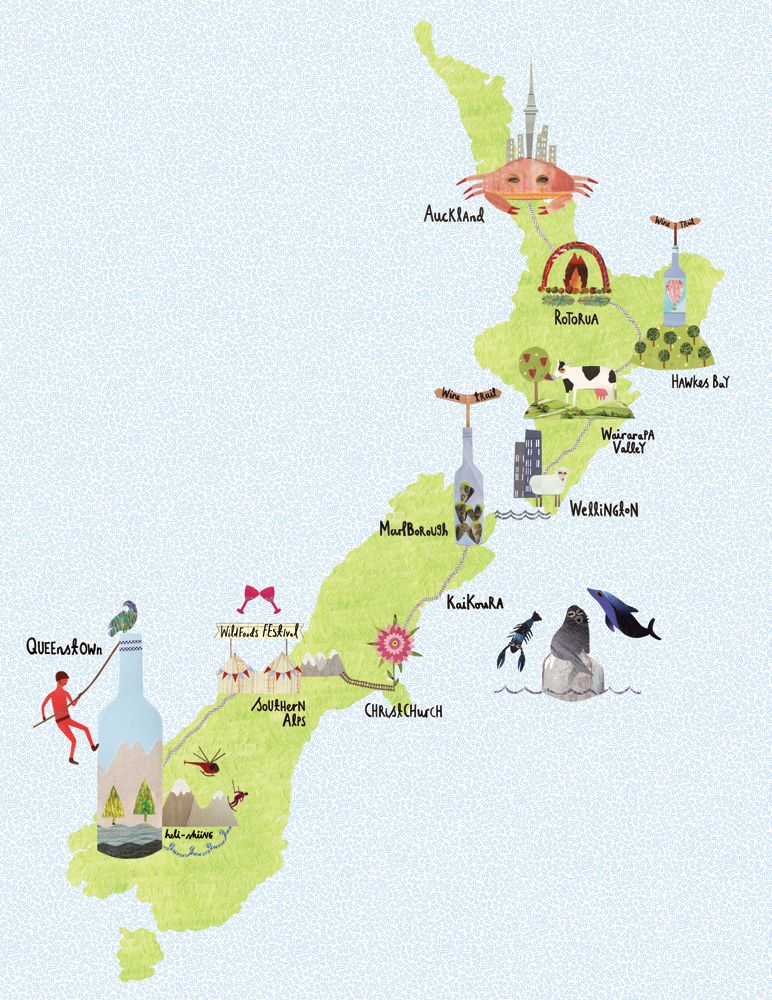 Auckland
Wine Trail
Rotorua
Hawkes Bay
Wine trail
Wairarapa
Valley
Wellington
Marlborough
Kaikoura
Wildfoods Festival
Queenstown
Southern
Alps
Christchurch
heli-skiing